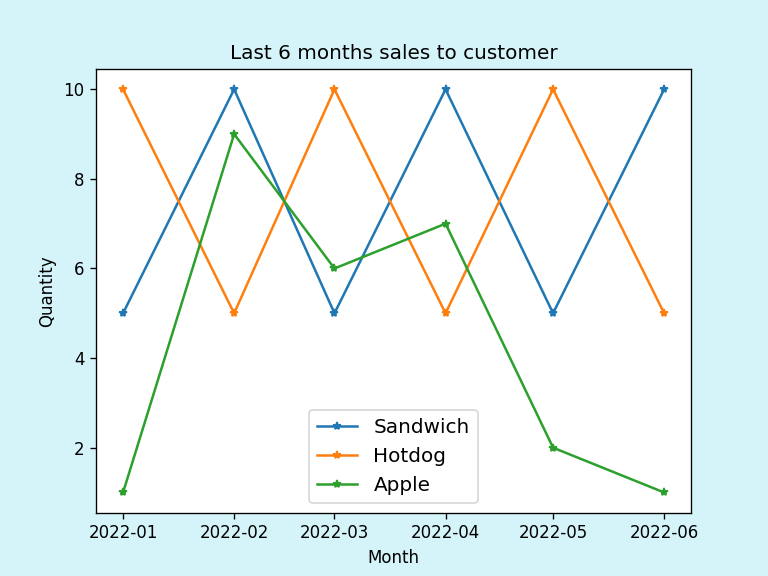 Last 6 months sales to customer
10
8
6
4
2
Quantity
Sandwich
Hotdog
Apple
2022-01 2022-02 2022-03 2022-04 2022-05 2022-06
Month